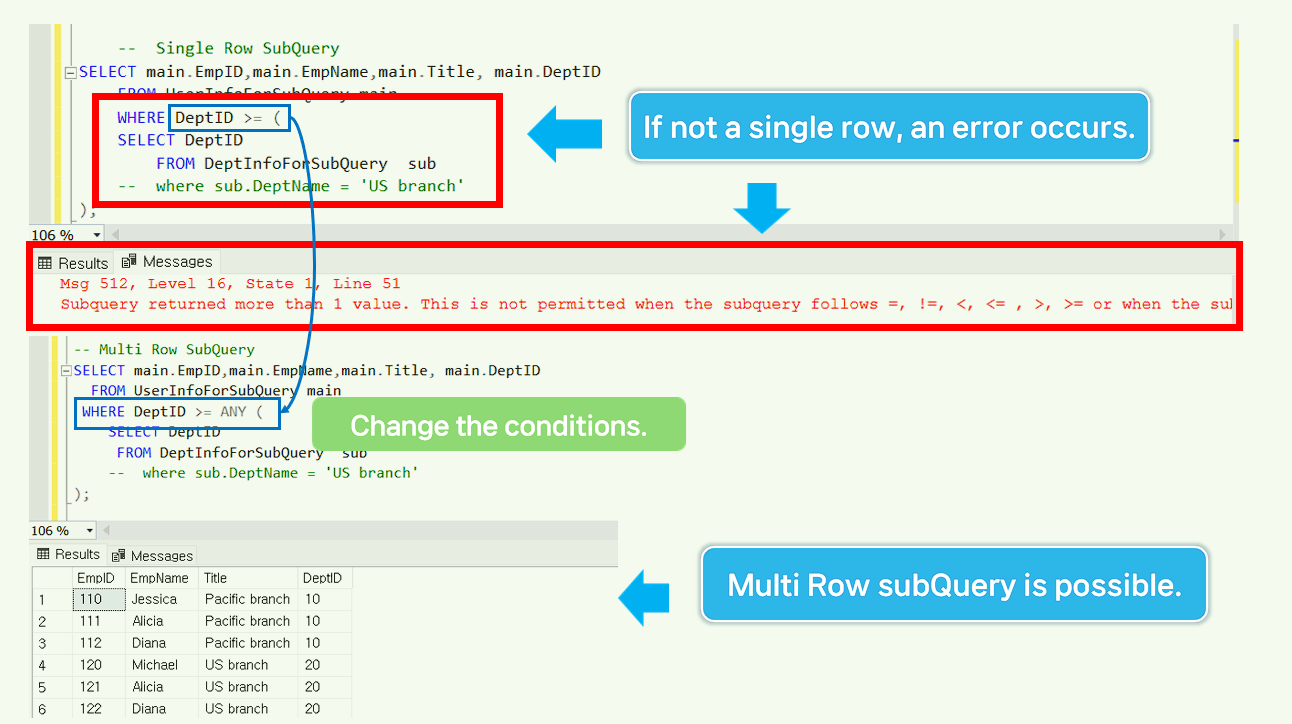 -- Single Row SubQuery
SELECT main.EmpID,main.EmpName,main.Title, main.DeptID
FROM UserInfoForSubQuery main
WHERE DeptID >= (
SELECT DeptID
FROM DeptInfoForSubQuery sub
-- where sub.DeptName = 'US branch'
),
If not a single row, an error occurs.
106 %
Results Messages
Msg 512, Level 16, State 1, Line 51
Subquery returned more than 1 value. This is not permitted when the subquery follows =, !=, <, <= , >, >= or when the
-- Multi Row SubQuery
SELECT main.EmpID,main.EmpName,main.Title, main.DeptID
FROM UserInfoForSubQuery main
WHERE DeptID >= ANY (
SELECT DeptID
FROM DeptInfoForSubQuery sub
-- where sub.DeptName = 'US branch'
);
Change the conditions.
106 %
Results Messages
EmpID EmpName Title DeptID
1 110 Jessica Pacific branch 10
2 111 Alicia Pacific branch 10
3 112 Diana Pacific branch 10
4 120 Michael US branch 20
5 121 Alicia US branch 20
6 122 Diana US branch 20
Multi Row subQuery is possible.